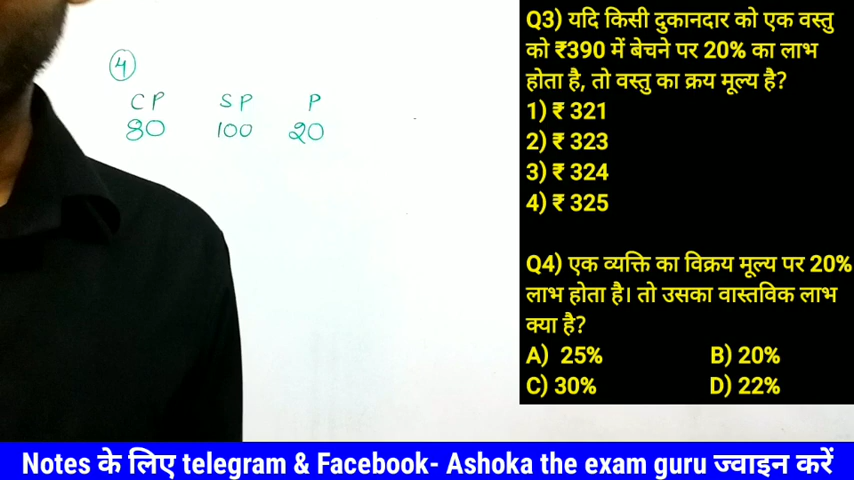 4
CP SP P
80 100 20
Q3) यदि किसी दुकानदार को एक वस्तु
को ₹390 में बेचने पर 20% का लाभ
होता है, तो वस्तु का क्रय मूल्य है?
1) ₹ 321
2) ₹ 323
3) ₹ 324
4) ₹ 325
Q4) एक व्यक्ति का विक्रय मूल्य पर 20%
लाभ होता है। तो उसका वास्तविक लाभ
क्या है?
A) 25% B) 20%
C) 30% D) 22%
Notes के लिए telegram & Facebook- Ashoka the exam guru ज्वाइन करें